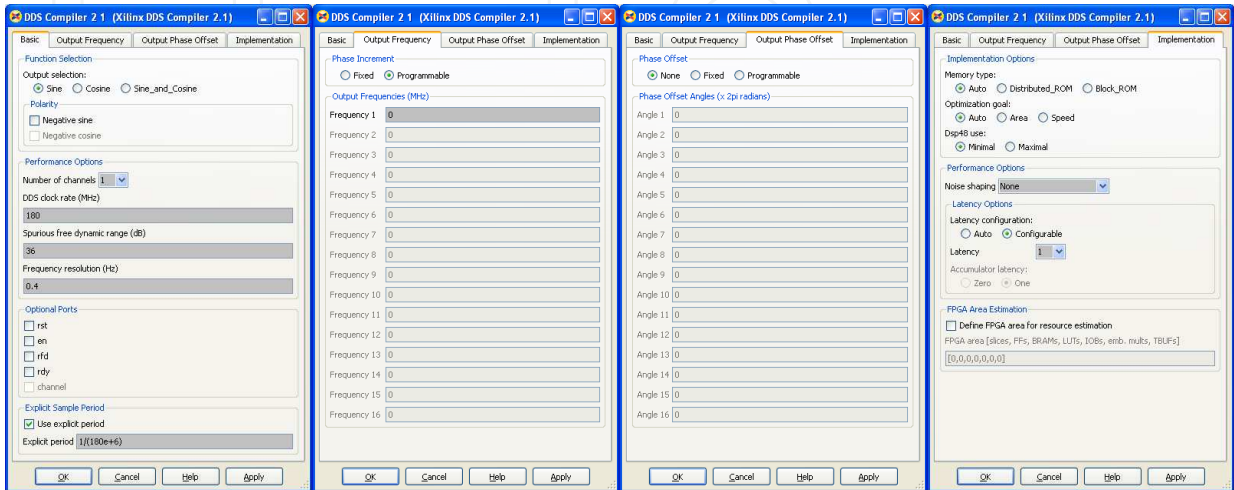 DDS Compiler 2 1 (Xilinx DDS Compiler 2.1)
Basic Output Frequency Output Phase Offset Implementation
Function Selection
Output selection:
Sine Cosine Sine_and_Cosine
Polarity
Negative sine
Negative cosine
Performance Options
Number of channels 1
DDS clock rate (MHz)
180
Spurious free dynamic range (dB)
36
Frequency resolution (Hz)
0.4
Optional Ports
rst
en
rfd
rdy
channel
Explicit Sample Period
Use explicit period
Explicit period 1/(180e+6)
OK Cancel Help Apply
DDS Compiler 2 1 (Xilinx DDS Compiler 2.1)
Basic Output Frequency Output Phase Offset Implementation
Phase Increment
Fixed Programmable
Output Frequencies (MHz)
Frequency 1 0
Frequency 2 0
Frequency 3 0
Frequency 4 0
Frequency 5 0
Frequency 6 0
Frequency 7 0
Frequency 8 0
Frequency 9 0
Frequency 10 0
Frequency 11 0
Frequency 12 0
Frequency 13 0
Frequency 14 0
Frequency 15 0
Frequency 16 0
OK Cancel Help Apply
DDS Compiler 2 1 (Xilinx DDS Compiler 2.1)
Basic Output Frequency Output Phase Offset Implementation
Phase Offset
None Fixed Programmable
Phase Offset Angles (x 2pi radians)
Angle 1 0
Angle 2 0
Angle 3 0
Angle 4 0
Angle 5 0
Angle 6 0
Angle 7 0
Angle 8 0
Angle 9 0
Angle 10 0
Angle 11 0
Angle 12 0
Angle 13 0
Angle 14 0
Angle 15 0
Angle 16 0
OK Cancel Help Apply
DDS Compiler 2 1 (Xilinx DDS Compiler 2.1)
Basic Output Frequency Output Phase Offset Implementation
Implementation Options
Memory type:
Auto Distributed_ROM Block_ROM
Optimization goal:
Auto Area Speed
Dsp48 use:
Minimal Maximal
Performance Options
Noise shaping None
Latency Options
Latency configuration:
Auto Configurable
Latency 1
Accumulator latency:
Zero One
FPGA Area Estimation
Define FPGA area for resource estimation
FPGA area [slices, FFs, BRAMs, LUTs, IOBs, emb. mults, TBUFs]
[0,0,0,0,0,0,0]
OK Cancel Help Apply